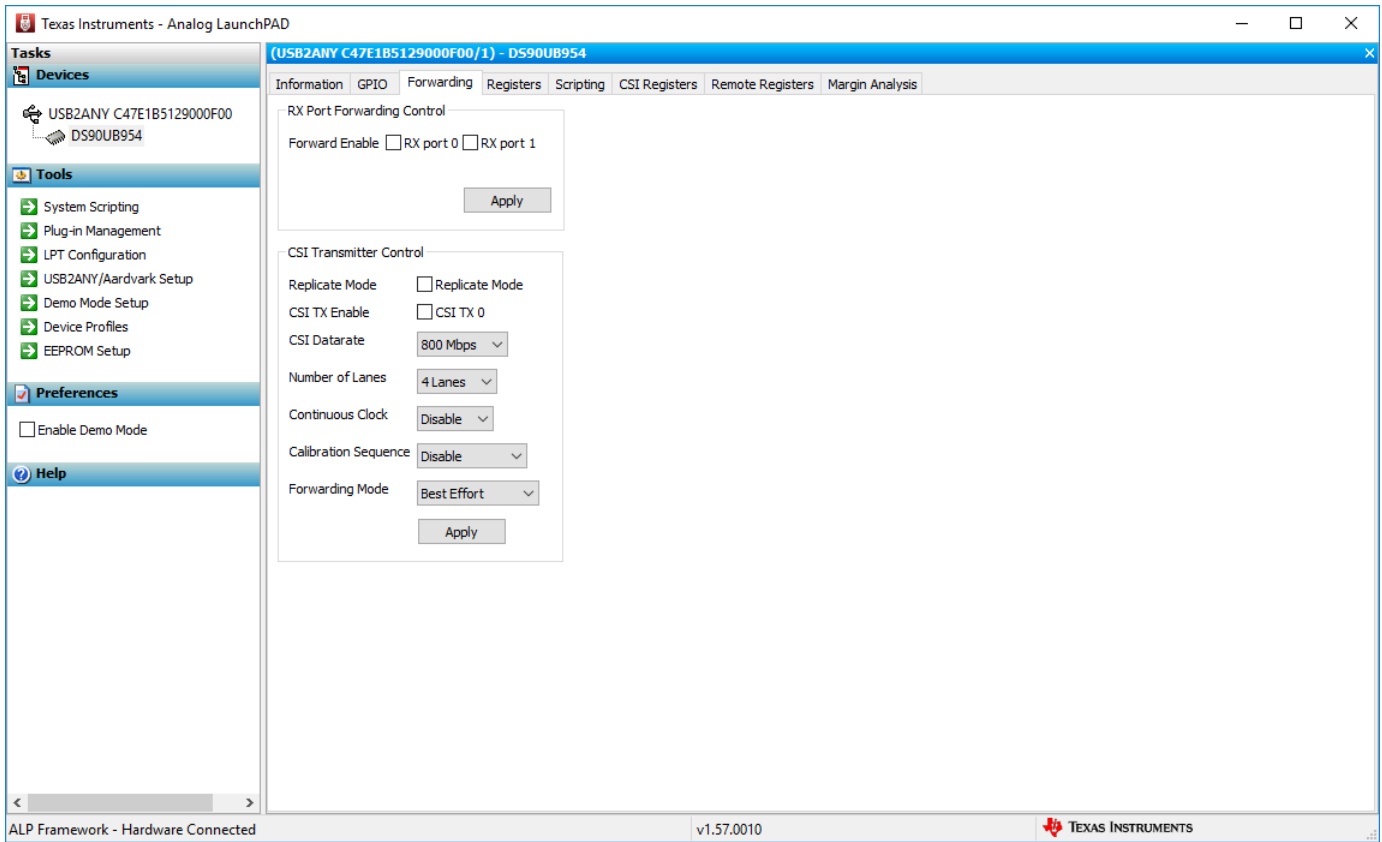 Texas Instruments - Analog LaunchPAD
Tasks
Devices
USB2ANY C47E1B5129000F00
DS90UB954
Tools
System Scripting
Plug-in Management
LPT Configuration
USB2ANY/Aardvark Setup
Demo Mode Setup
Device Profiles
EEPROM Setup
Preferences
Enable Demo Mode
Help
(USB2ANY C47E1B5129000F00/1) - DS90UB954
Information GPIO Forwarding Registers Scripting CSI Registers Remote Registers Margin Analysis
RX Port Forwarding Control
Forward Enable RX port 0 RX port 1
Apply
CSI Transmitter Control
Replicate Mode Replicate Mode
CSI TX Enable CSI TX 0
CSI Datarate 800 Mbps
Number of Lanes 4 Lanes
Continuous Clock Disable
Calibration Sequence Disable
Forwarding Mode Best Effort
Apply
ALP Framework - Hardware Connected v1.57.0010 TEXAS INSTRUMENTS